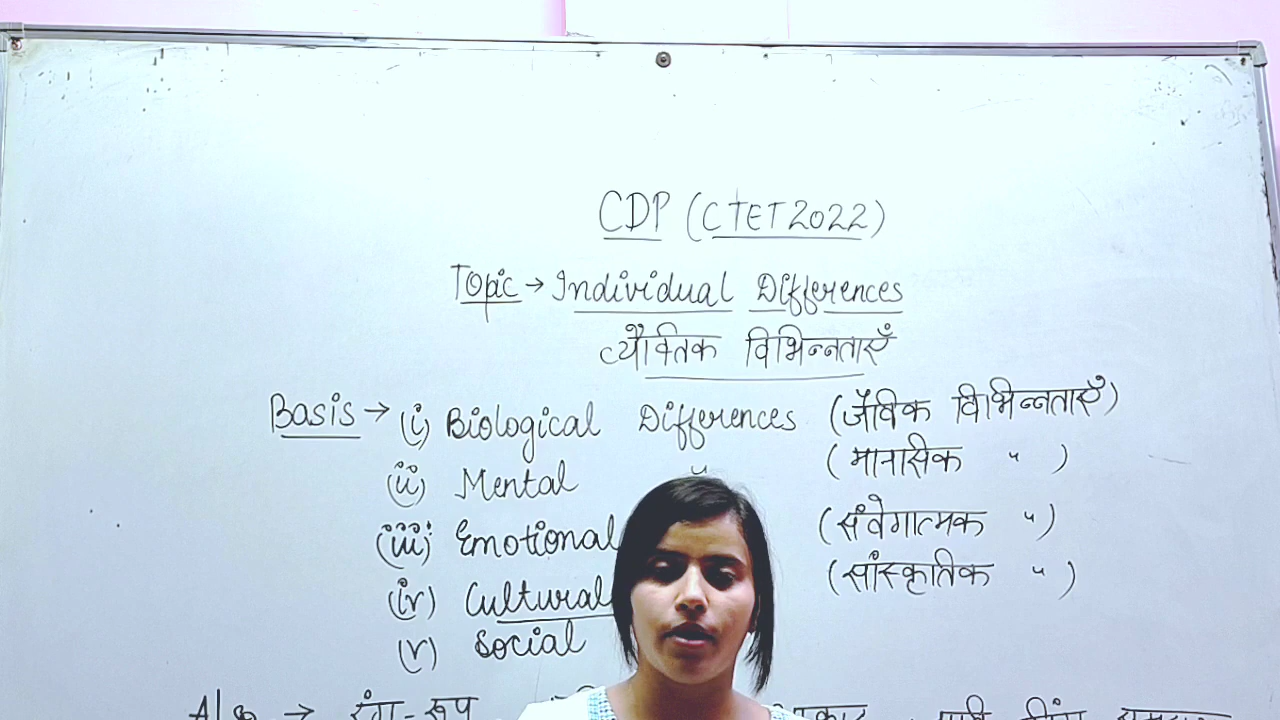 CDP (CTET 2022)
Topic → Individual Differences
वैयक्तिक विभिन्नताएँ
Basis → (i) Biological Differences (जैविक विभिन्नताएँ)
(ii) Mental " (मानसिक " )
(iii) Emotional (संवेगात्मक " )
(iv) Cultural (सांस्कृतिक " )
(v) Social
→ रंग-रूप